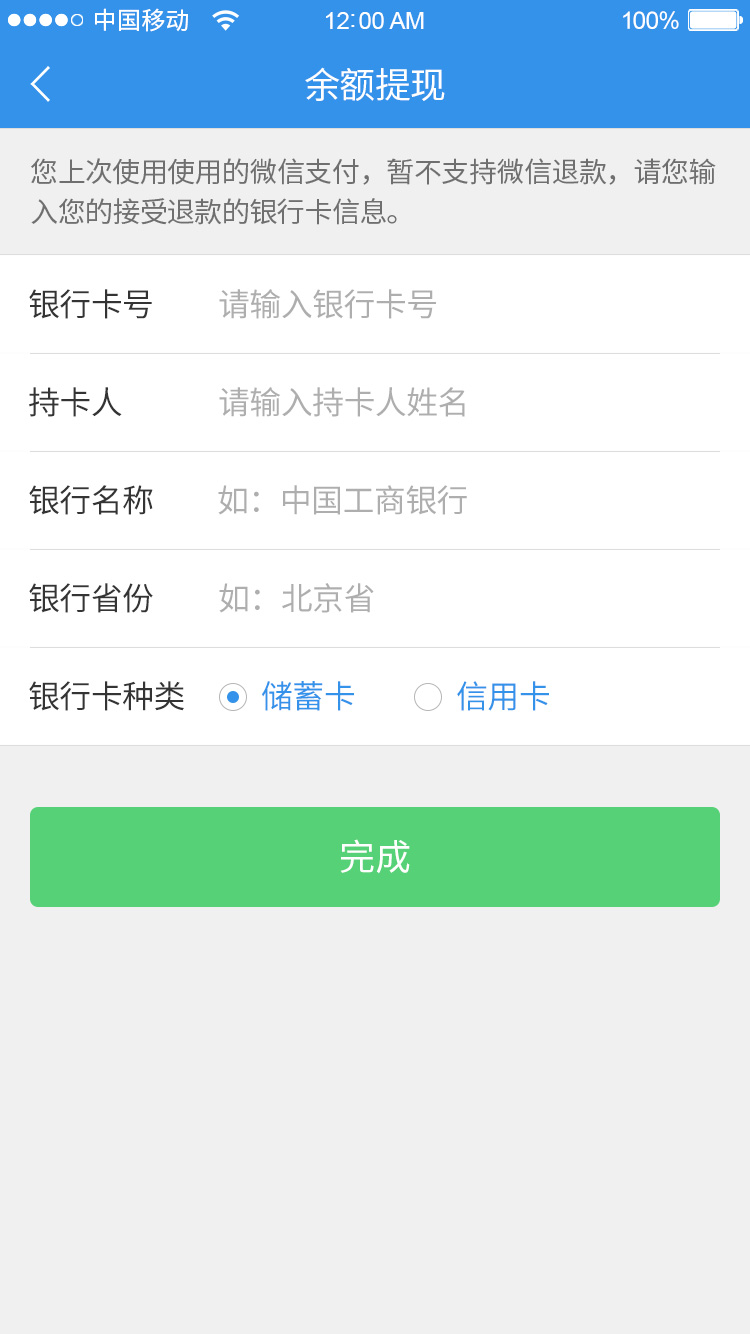 中国移动 12:00 AM 100%
余额提现
您上次使用使用的微信支付，暂不支持微信退款，请您输
入您的接受退款的银行卡信息。
银行卡号 请输入银行卡号
持卡人 请输入持卡人姓名
银行名称 如：中国工商银行
银行省份 如：北京省
银行卡种类 储蓄卡 信用卡
完成